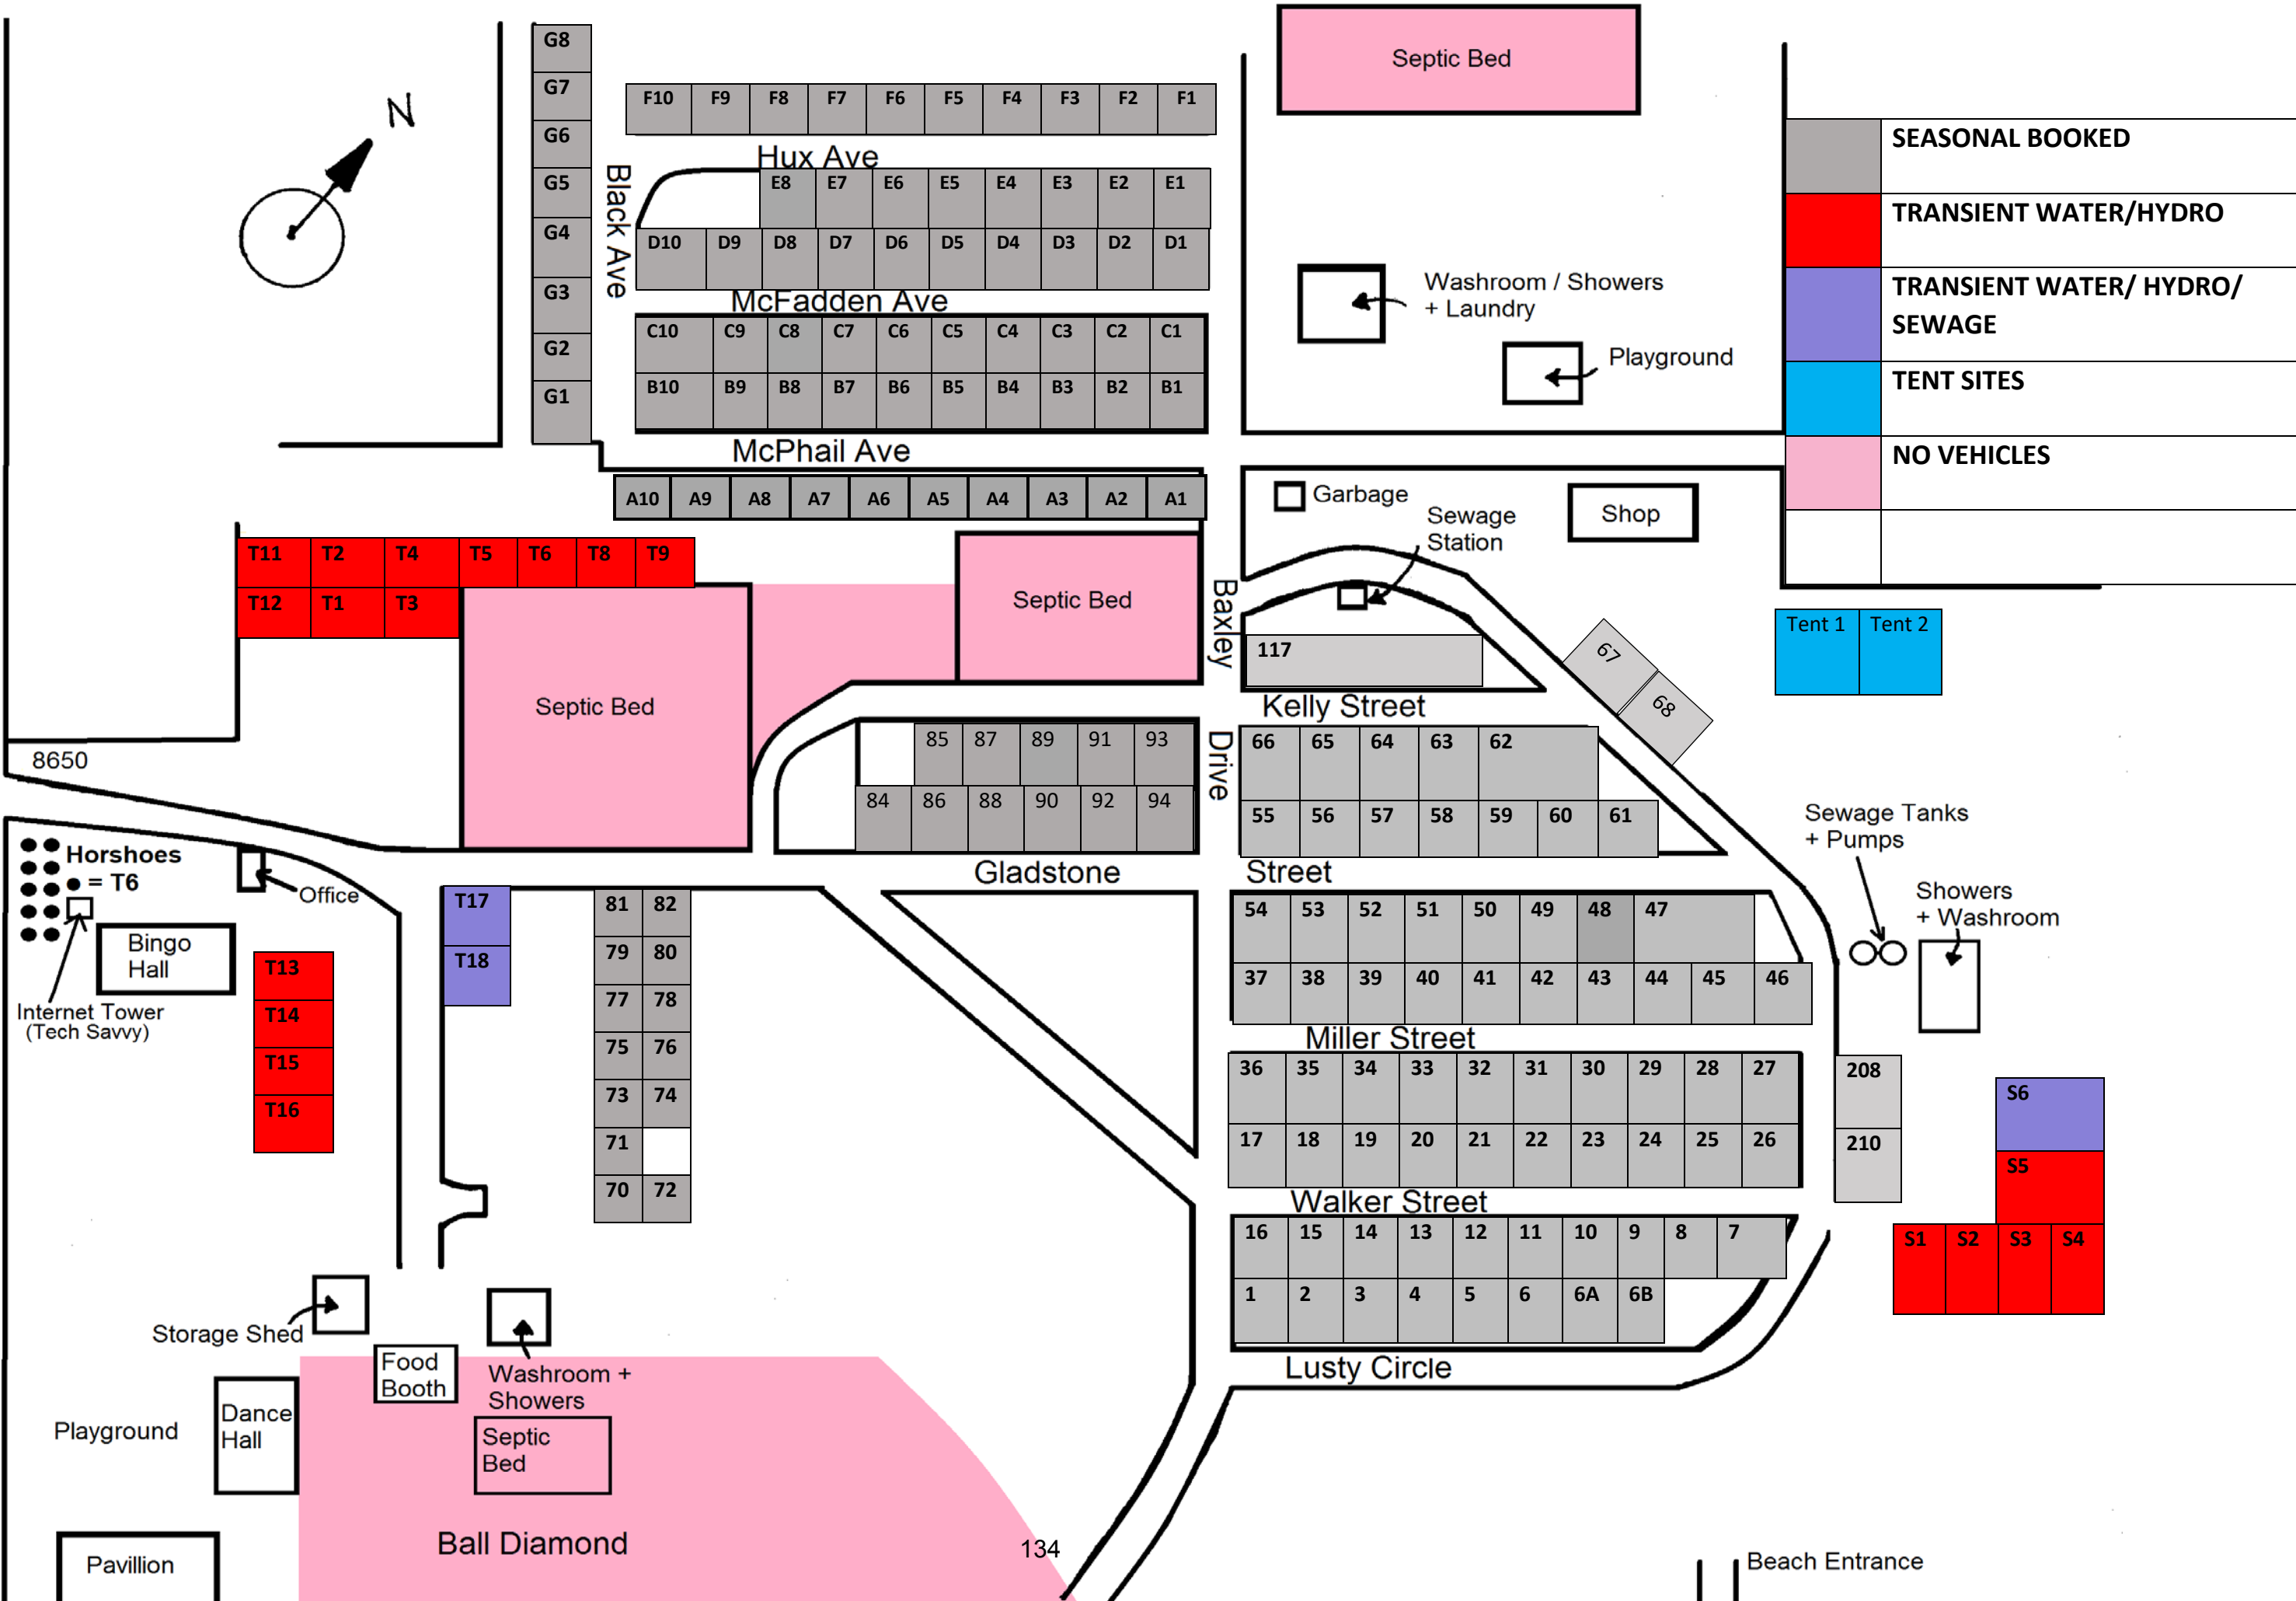 N
G8
G7
G6
G5
G4
G3
G2
G1
Black Ave
F10 F9 F8 F7 F6 F5 F4 F3 F2 F1
Hux Ave
E8 E7 E6 E5 E4 E3 E2 E1
D10 D9 D8 D7 D6 D5 D4 D3 D2 D1
McFadden Ave
C10 C9 C8 C7 C6 C5 C4 C3 C2 C1
B10 B9 B8 B7 B6 B5 B4 B3 B2 B1
McPhail Ave
A10 A9 A8 A7 A6 A5 A4 A3 A2 A1
Septic Bed
Washroom / Showers
+ Laundry
Playground
SEASONAL BOOKED
TRANSIENT WATER/HYDRO
TRANSIENT WATER/ HYDRO/
SEWAGE
TENT SITES
NO VEHICLES
Garbage
Sewage
Station
Shop
T11 T2 T4 T5 T6 T8 T9
T12 T1 T3
Septic Bed
Septic Bed
Baxley
Drive
117
Kelly Street
67
68
Tent 1 Tent 2
8650
85 87 89 91 93
84 86 88 90 92 94
66 65 64 63 62
55 56 57 58 59 60 61
Gladstone Street
Sewage Tanks
+ Pumps
Showers
+ Washroom
Horshoes
= T6
Office
Bingo
Hall
Internet Tower
(Tech Savvy)
T13
T14
T15
T16
T17
T18
81 82
79 80
77 78
75 76
73 74
71
70 72
54 53 52 51 50 49 48 47
37 38 39 40 41 42 43 44 45 46
Miller Street
36 35 34 33 32 31 30 29 28 27
17 18 19 20 21 22 23 24 25 26
Walker Street
16 15 14 13 12 11 10 9 8 7
1 2 3 4 5 6 6A 6B
Lusty Circle
208
210
S6
S5
S1 S2 S3 S4
Storage Shed
Food
Booth
Washroom +
Showers
Playground
Dance
Hall
Septic
Bed
Ball Diamond
134
Pavillion
Beach Entrance